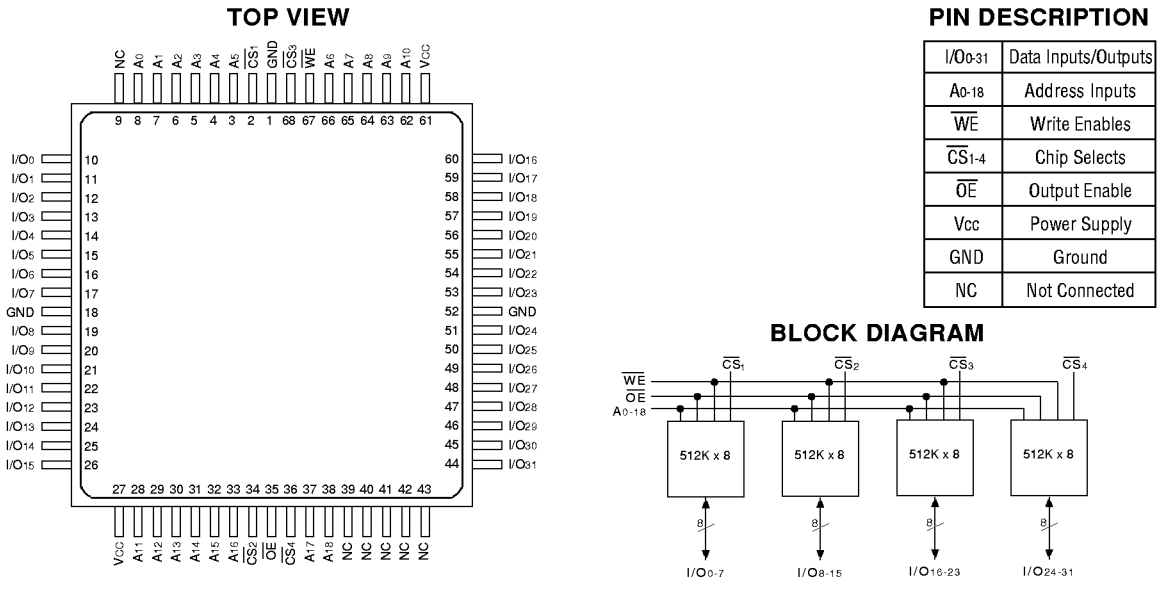 TOP VIEW
NC A0 A1 A2 A3 A4 A5 CS1 GND CS3 WE A6 A7 A8 A9 A10 VCC
9 8 7 6 5 4 3 2 1 68 67 66 65 64 63 62 61
I/O0 10 60 I/O16
I/O1 11 59 I/O17
I/O2 12 58 I/O18
I/O3 13 57 I/O19
I/O4 14 56 I/O20
I/O5 15 55 I/O21
I/O6 16 54 I/O22
I/O7 17 53 I/O23
GND 18 52 GND
I/O8 19 51 I/O24
I/O9 20 50 I/O25
I/O10 21 49 I/O26
I/O11 22 48 I/O27
I/O12 23 47 I/O28
I/O13 24 46 I/O29
I/O14 25 45 I/O30
I/O15 26 44 I/O31
27 28 29 30 31 32 33 34 35 36 37 38 39 40 41 42 43
VCC A11 A12 A13 A14 A15 A16 CS2 OE CS4 A17 A18 NC NC NC NC NC
PIN DESCRIPTION
I/O0-31 Data Inputs/Outputs
A0-18 Address Inputs
WE Write Enables
CS1-4 Chip Selects
OE Output Enable
Vcc Power Supply
GND Ground
NC Not Connected
BLOCK DIAGRAM
CS1 CS2 CS3 CS4
WE
OE
A0-18
512K x 8 512K x 8 512K x 8 512K x 8
8 8 8 8
I/O0-7 I/O8-15 I/O16-23 I/O24-31